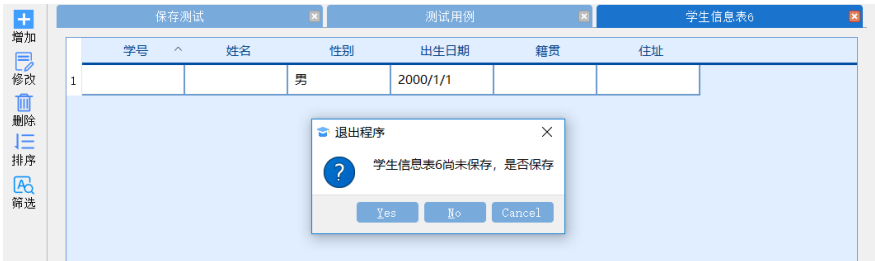 保存测试 测试用例 学生信息表6
增加
修改
删除
排序
筛选
学号 姓名 性别 出生日期 籍贯 住址
1 男 2000/1/1
退出程序
学生信息表6尚未保存，是否保存
Yes No Cancel